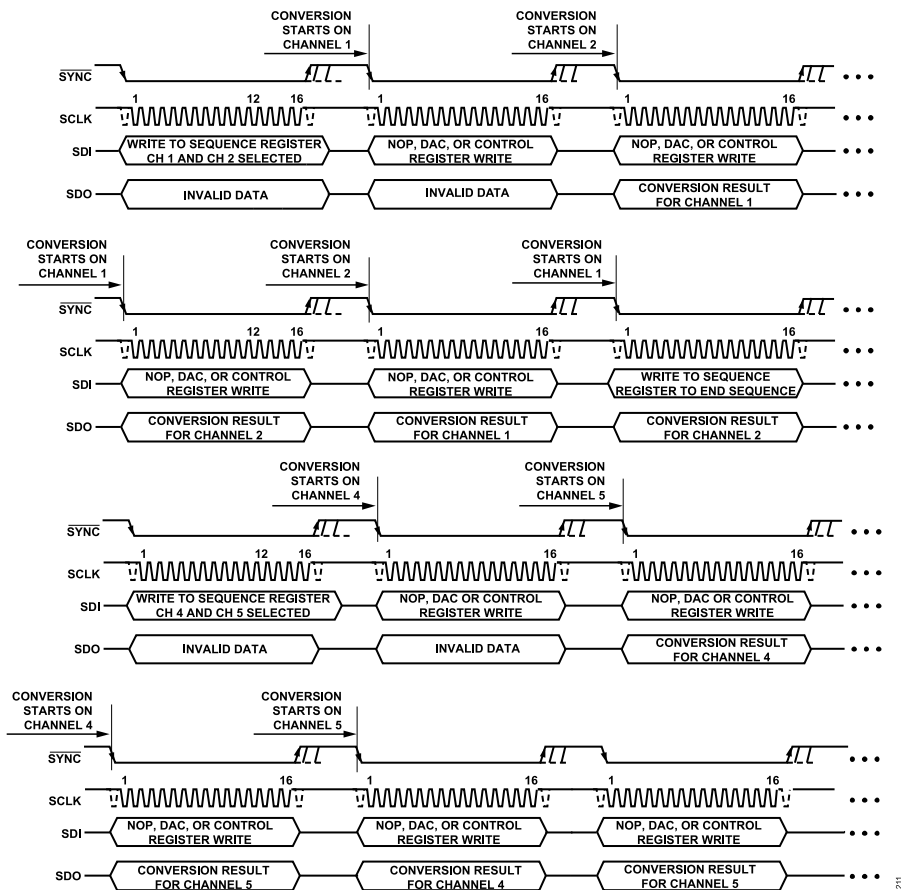 CONVERSION
STARTS ON
CHANNEL 1
CONVERSION
STARTS ON
CHANNEL 2
SYNC
1 12 16 1 16 1 16
SCLK
SDI WRITE TO SEQUENCE REGISTER NOP, DAC, OR CONTROL NOP, DAC, OR CONTROL
CH 1 AND CH 2 SELECTED REGISTER WRITE REGISTER WRITE
SDO INVALID DATA INVALID DATA CONVERSION RESULT
FOR CHANNEL 1
CONVERSION
STARTS ON
CHANNEL 1
CONVERSION
STARTS ON
CHANNEL 2
CONVERSION
STARTS ON
CHANNEL 1
SYNC
1 12 16 1 16 1 16
SCLK
SDI NOP, DAC, OR CONTROL NOP, DAC, OR CONTROL WRITE TO SEQUENCE
REGISTER WRITE REGISTER WRITE REGISTER TO END SEQUENCE
SDO CONVERSION RESULT CONVERSION RESULT CONVERSION RESULT
FOR CHANNEL 2 FOR CHANNEL 1 FOR CHANNEL 2
CONVERSION
STARTS ON
CHANNEL 4
CONVERSION
STARTS ON
CHANNEL 5
SYNC
1 12 16 1 16 1 16
SCLK
SDI WRITE TO SEQUENCE REGISTER NOP, DAC OR CONTROL NOP, DAC OR CONTROL
CH 4 AND CH 5 SELECTED REGISTER WRITE REGISTER WRITE
SDO INVALID DATA INVALID DATA CONVERSION RESULT
FOR CHANNEL 4
CONVERSION
STARTS ON
CHANNEL 4
CONVERSION
STARTS ON
CHANNEL 5
SYNC
1 16 1 16 1 16
SCLK
SDI NOP, DAC, OR CONTROL NOP, DAC, OR CONTROL NOP, DAC, OR CONTROL
REGISTER WRITE REGISTER WRITE REGISTER WRITE
SDO CONVERSION RESULT CONVERSION RESULT CONVERSION RESULT
FOR CHANNEL 5 FOR CHANNEL 4 FOR CHANNEL 5
211